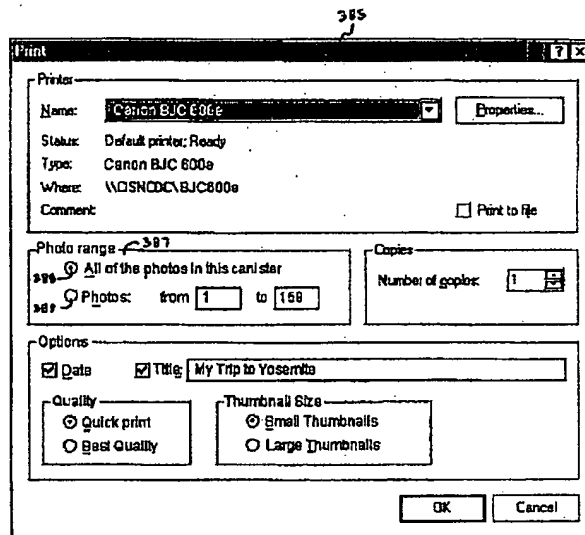 385
Print
Printer
Name: Canon BJC 600e Properties...
Status: Default printer; Ready
Type: Canon BJC 600e
Where: \\DSNCDC\BJC600e
Comment:
Print to file
Photo range 387
388 All of the photos in this canister
389 Photos: from 1 to 159
Copies
Number of copies: 1
Options
Date Title: My Trip to Yosemite
Quality
Quick print
Best Quality
Thumbnail Size
Small Thumbnails
Large Thumbnails
OK Cancel